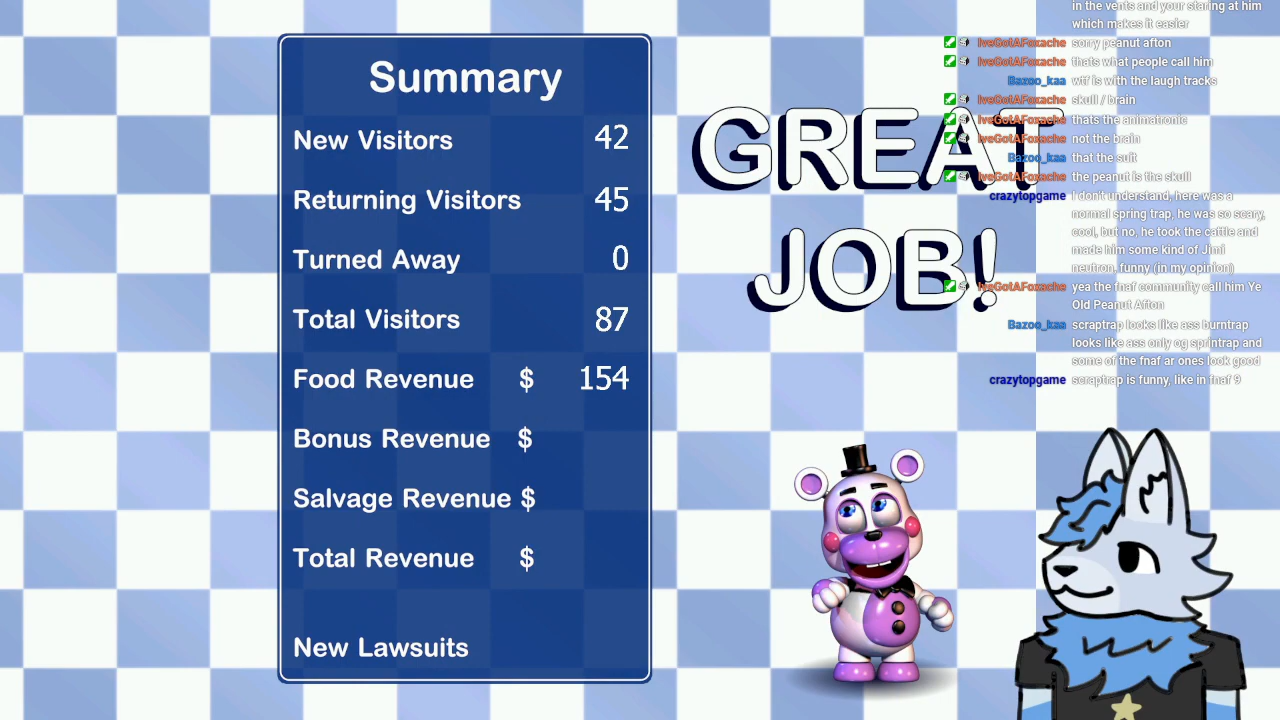 Summary
New Visitors 42
Returning Visitors 45
Turned Away 0
Total Visitors 87
Food Revenue $ 154
Bonus Revenue $
Salvage Revenue $
Total Revenue $
New Lawsuits
GREAT
JOB!
in the vents and your staring at him
which makes it easier
IveGotAFoxache sorry peanut afton
IveGotAFoxache thats what people call him
Bazoo_kaa wtf is with the laugh tracks
IveGotAFoxache skull / brain
IveGotAFoxache thats the animatronic
IveGotAFoxache not the brain
Bazoo_kaa that the suit
IveGotAFoxache the peanut is the skull
crazytopgame I don't understand, here was a
normal spring trap, he was so scary,
cool, but no, he took the cattle and
made him some kind of Jimi
neutron, funny (in my opinion)
IveGotAFoxache yea the fnaf community call him Ye
Old Peanut Afton
Bazoo_kaa scraptrap looks like ass burntrap
looks like ass only og sprintrap and
some of the fnaf ar ones look good
crazytopgame scraptrap is funny, like in fnaf 9